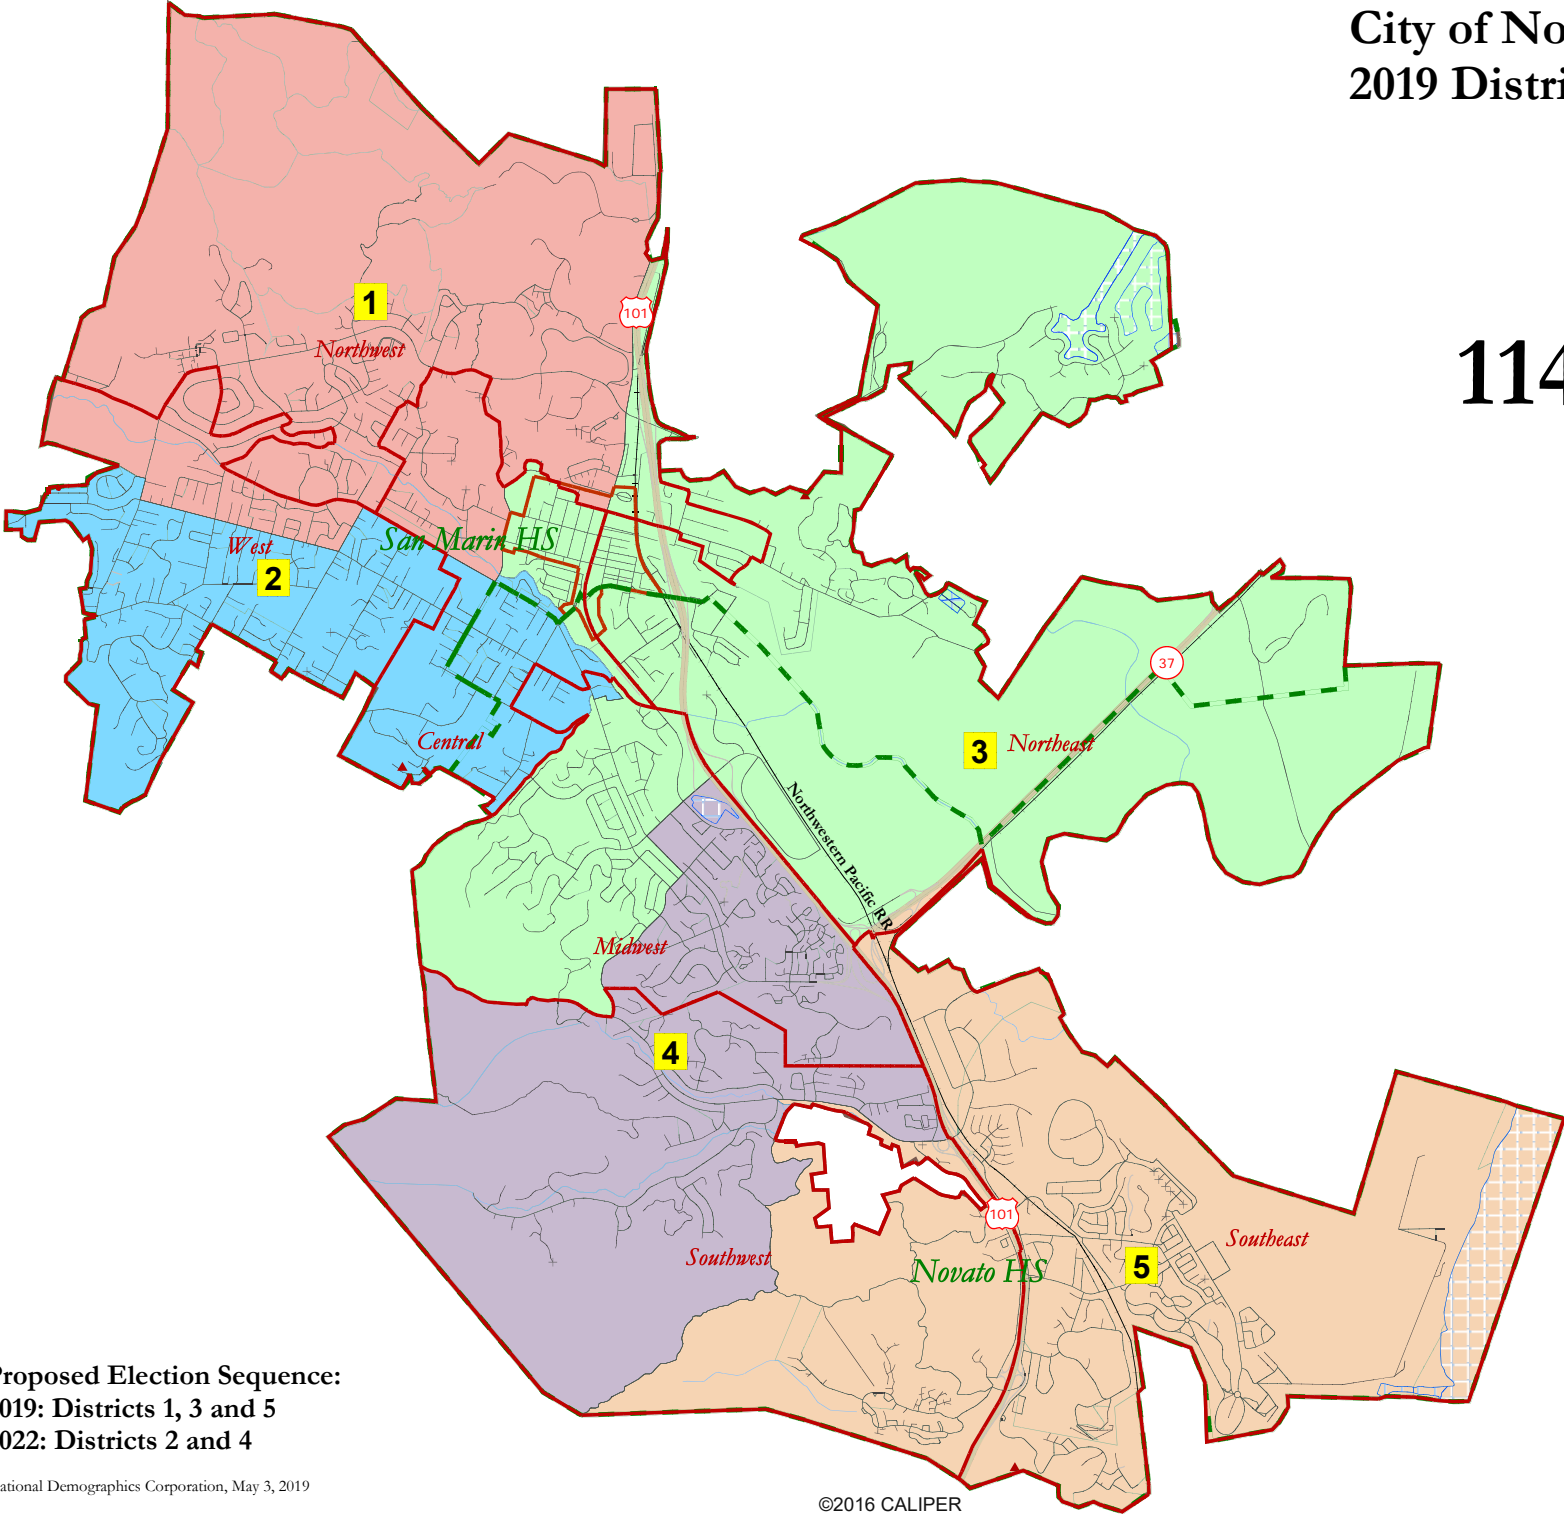 City of No
2019 Distri
114
101
1
Northwest
San Marin HS
West
2
37
3
Northeast
Central
Northwestern Pacific RR
Midwest
4
101
Southwest
Novato HS
5
Southeast
roposed Election Sequence:
019: Districts 1, 3 and 5
022: Districts 2 and 4
ational Demographics Corporation, May 3, 2019
©2016 CALIPER